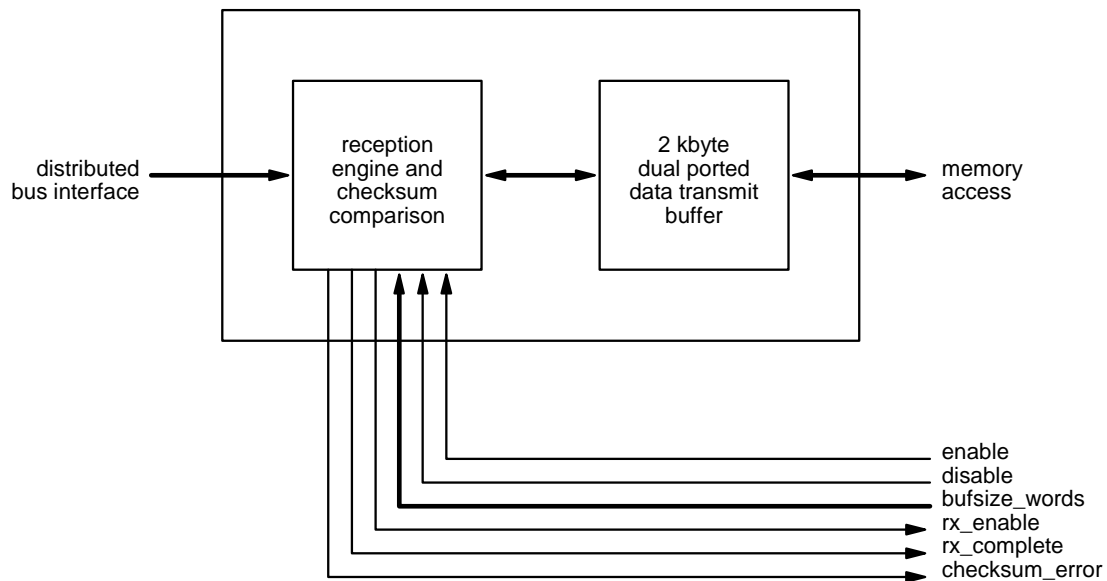 distributed
bus interface
reception
engine and
checksum
comparison
2 kbyte
dual ported
data transmit
buffer
memory
access
enable
disable
bufsize_words
rx_enable
rx_complete
checksum_error